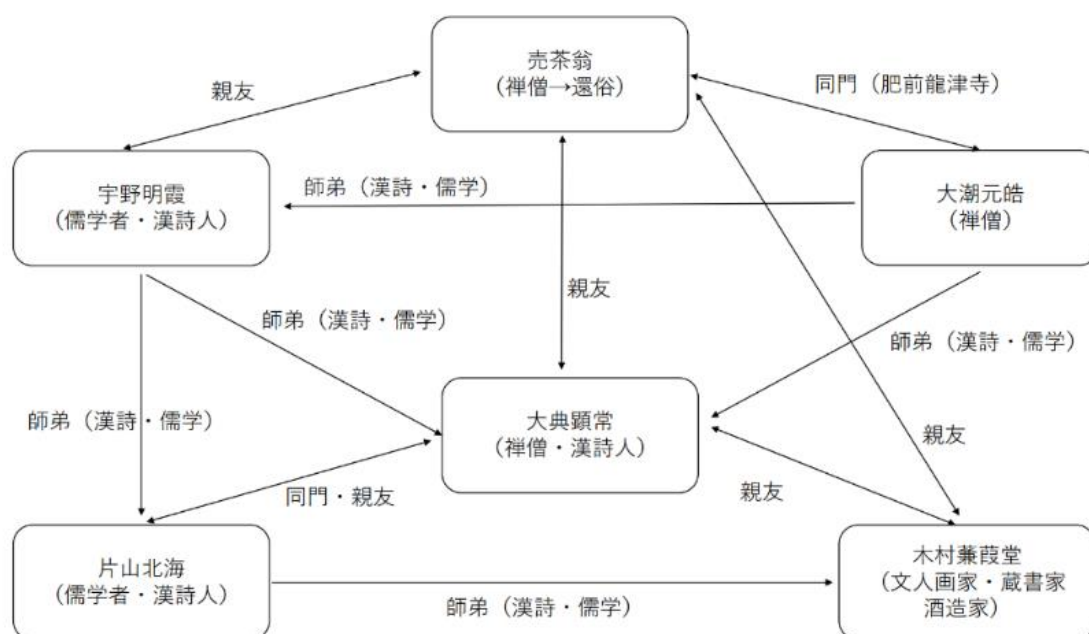 売茶翁
(禅僧→還俗)
親友
同門(肥前龍津寺)
宇野明霞
(儒学者・漢詩人)
師弟(漢詩・儒学)
大潮元皓
(禅僧)
親友
師弟(漢詩・儒学)
師弟(漢詩・儒学)
師弟(漢詩・儒学)
大典顕常
(禅僧・漢詩人)
親友
同門・親友
親友
片山北海
(儒学者・漢詩人)
師弟(漢詩・儒学)
木村蒹葭堂
(文人画家・蔵書家
酒造家)